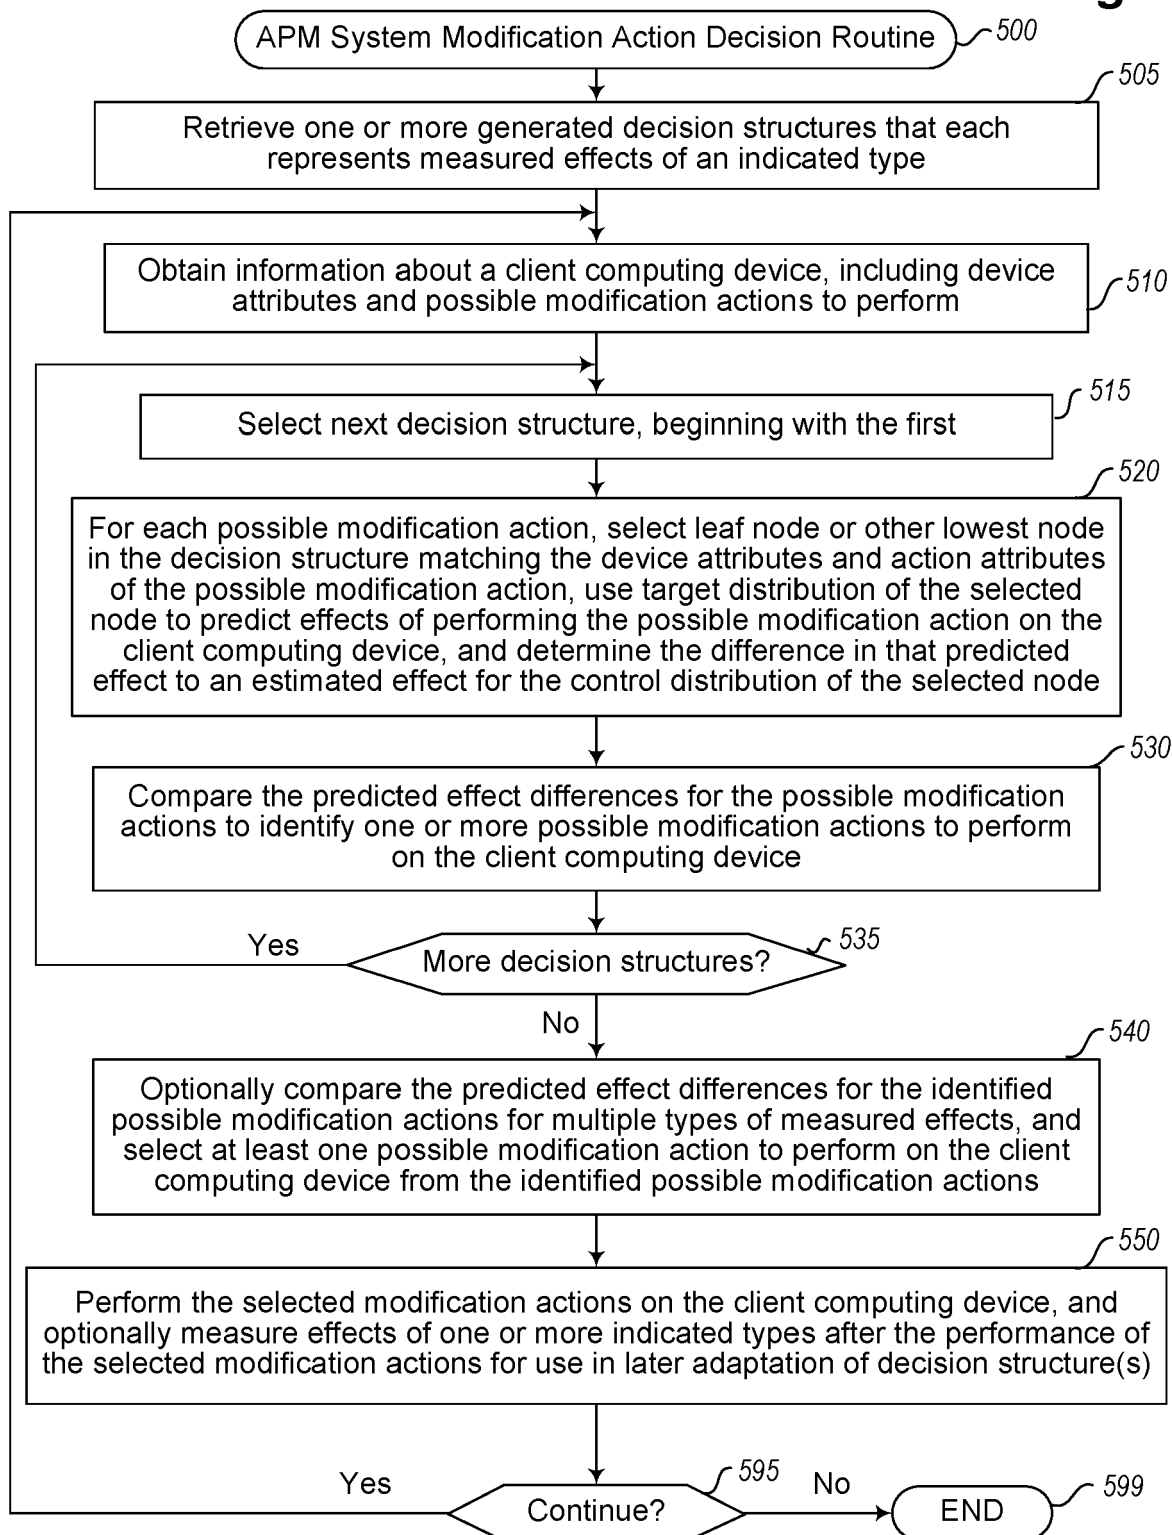 APM System Modification Action Decision Routine
500
505
Retrieve one or more generated decision structures that each
represents measured effects of an indicated type
Obtain information about a client computing device, including device
attributes and possible modification actions to perform
510
515
Select next decision structure, beginning with the first
520
For each possible modification action, select leaf node or other lowest node
in the decision structure matching the device attributes and action attributes
of the possible modification action, use target distribution of the selected
node to predict effects of performing the possible modification action on the
client computing device, and determine the difference in that predicted
effect to an estimated effect for the control distribution of the selected node
530
Compare the predicted effect differences for the possible modification
actions to identify one or more possible modification actions to perform
on the client computing device
Yes
More decision structures?
535
No
540
Optionally compare the predicted effect differences for the identified
possible modification actions for multiple types of measured effects, and
select at least one possible modification action to perform on the client
computing device from the identified possible modification actions
550
Perform the selected modification actions on the client computing device, and
optionally measure effects of one or more indicated types after the performance of
the selected modification actions for use in later adaptation of decision structure(s)
Yes
Continue?
595
No
END
599